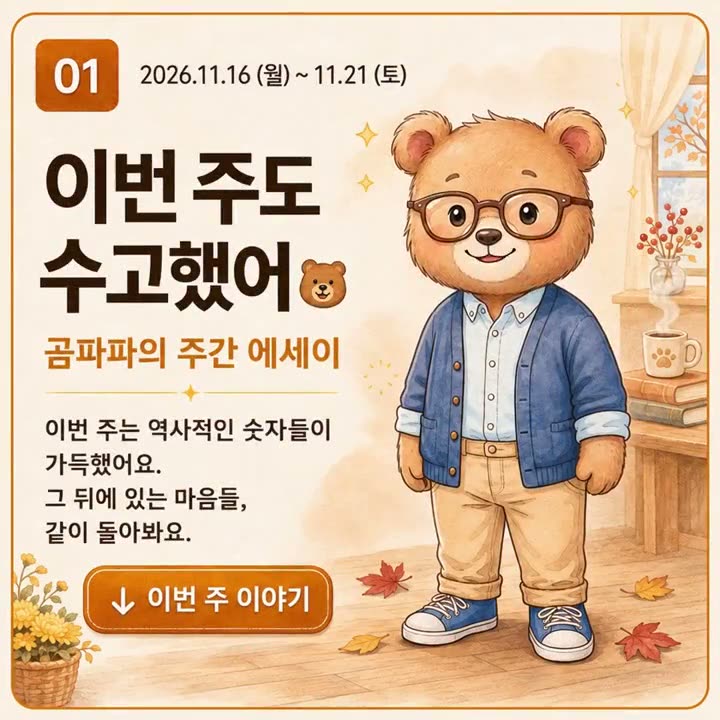 01
2026.11.16 (월) ~ 11.21 (토)
이번 주도
수고했어
곰파파의 주간 에세이
이번 주는 역사적인 숫자들이
가득했어요.
그 뒤에 있는 마음들,
같이 돌아봐요.
↓ 이번 주 이야기